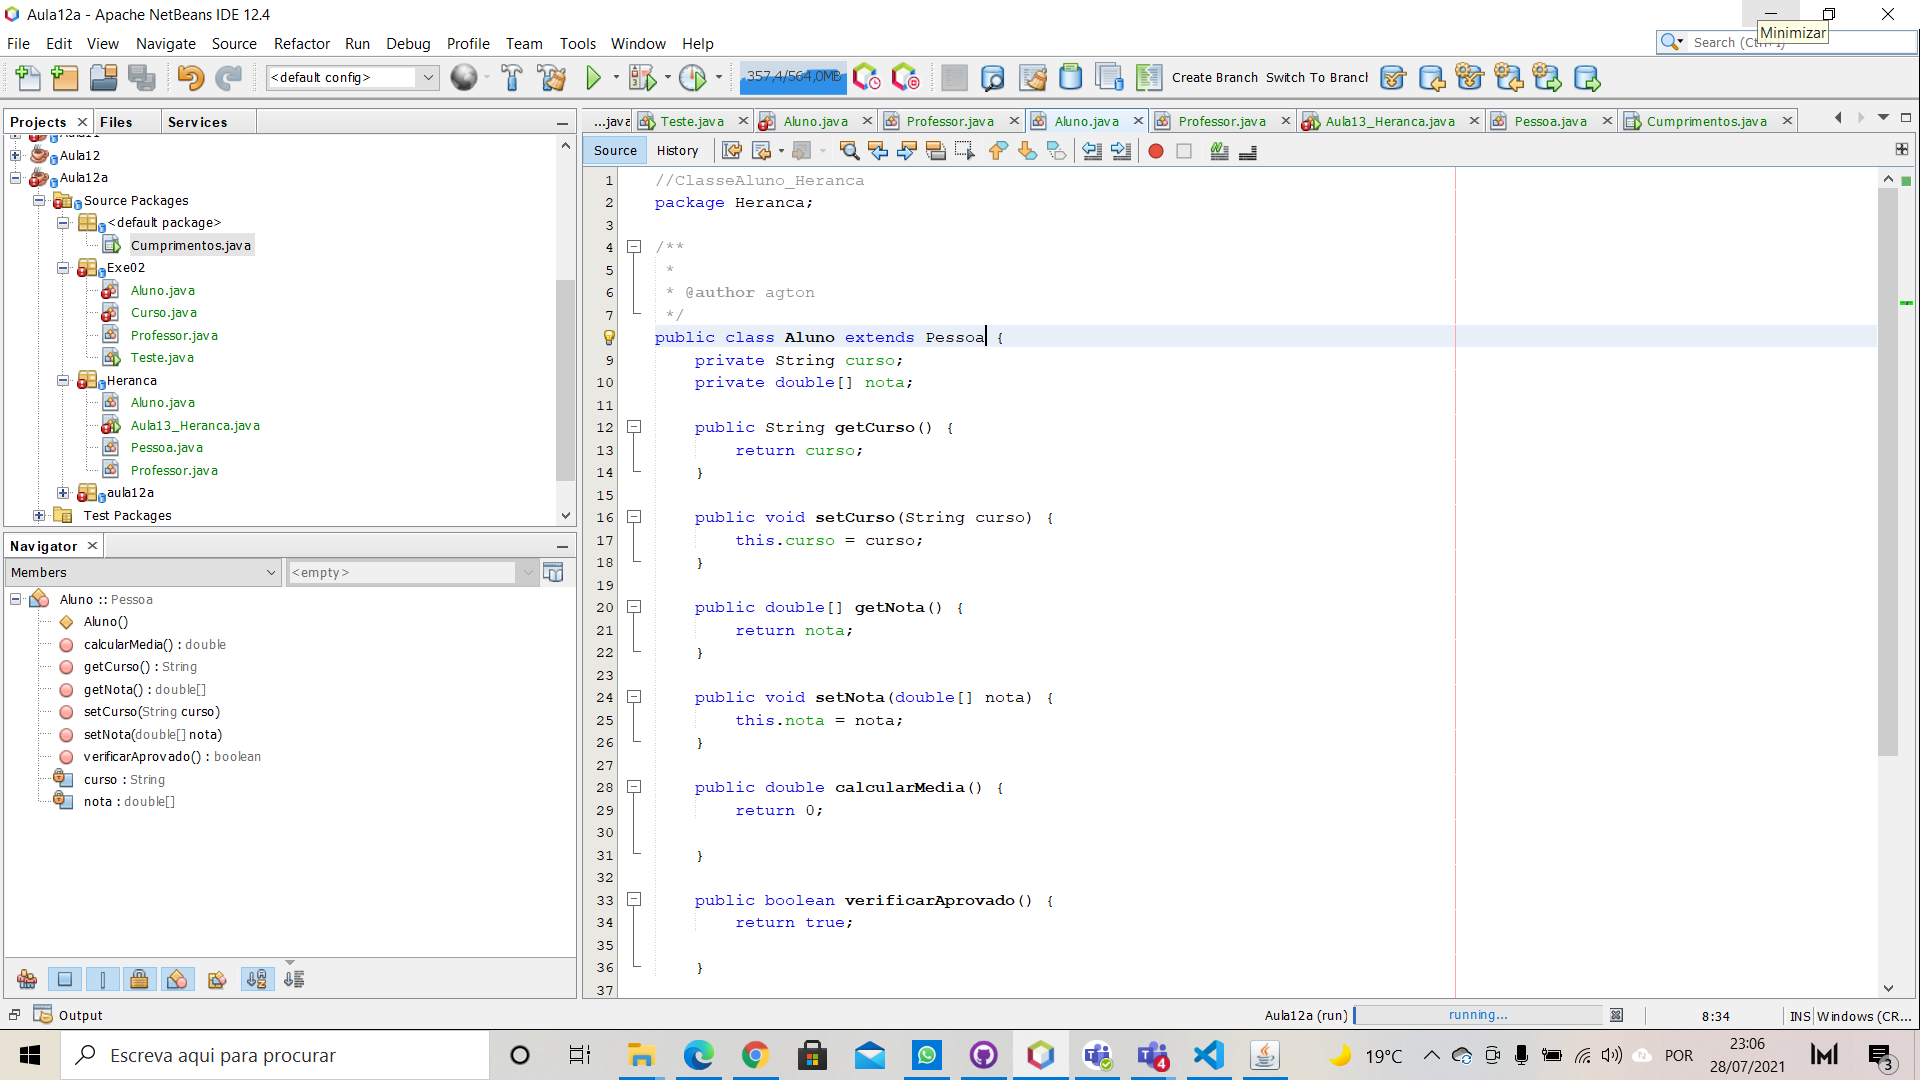 Aula12a - Apache NetBeans IDE 12.4
File Edit View Navigate Source Refactor Run Debug Profile Team Tools Window Help
Search (Ctrl+I)
Minimizar
<default config>
357,4/564,0MB
Create Branch Switch To Branch
Projects Files Services
Aula11
Aula12
Aula12a
Source Packages
<default package>
Cumprimentos.java
Exe02
Aluno.java
Curso.java
Professor.java
Teste.java
Heranca
Aluno.java
Aula13_Heranca.java
Pessoa.java
Professor.java
aula12a
Test Packages
Navigator
Members <empty>
Aluno :: Pessoa
Aluno()
calcularMedia() : double
getCurso() : String
getNota() : double[]
setCurso(String curso)
setNota(double[] nota)
verificarAprovado() : boolean
curso : String
nota : double[]
...java Teste.java Aluno.java Professor.java Aluno.java Professor.java Aula13_Heranca.java Pessoa.java Cumprimentos.java
Source History
1 //ClasseAluno_Heranca
2 package Heranca;
3
4 /**
5 *
6 * @author agton
7 */
public class Aluno extends Pessoa {
9 private String curso;
10 private double[] nota;
11
12 public String getCurso() {
13 return curso;
14 }
15
16 public void setCurso(String curso) {
17 this.curso = curso;
18 }
19
20 public double[] getNota() {
21 return nota;
22 }
23
24 public void setNota(double[] nota) {
25 this.nota = nota;
26 }
27
28 public double calcularMedia() {
29 return 0;
30
31 }
32
33 public boolean verificarAprovado() {
34 return true;
35
36 }
37
Output
Aula12a (run) running... 8:34 INS Windows (CR...
Escreva aqui para procurar
4
19°C
POR
23:06
28/07/2021
3